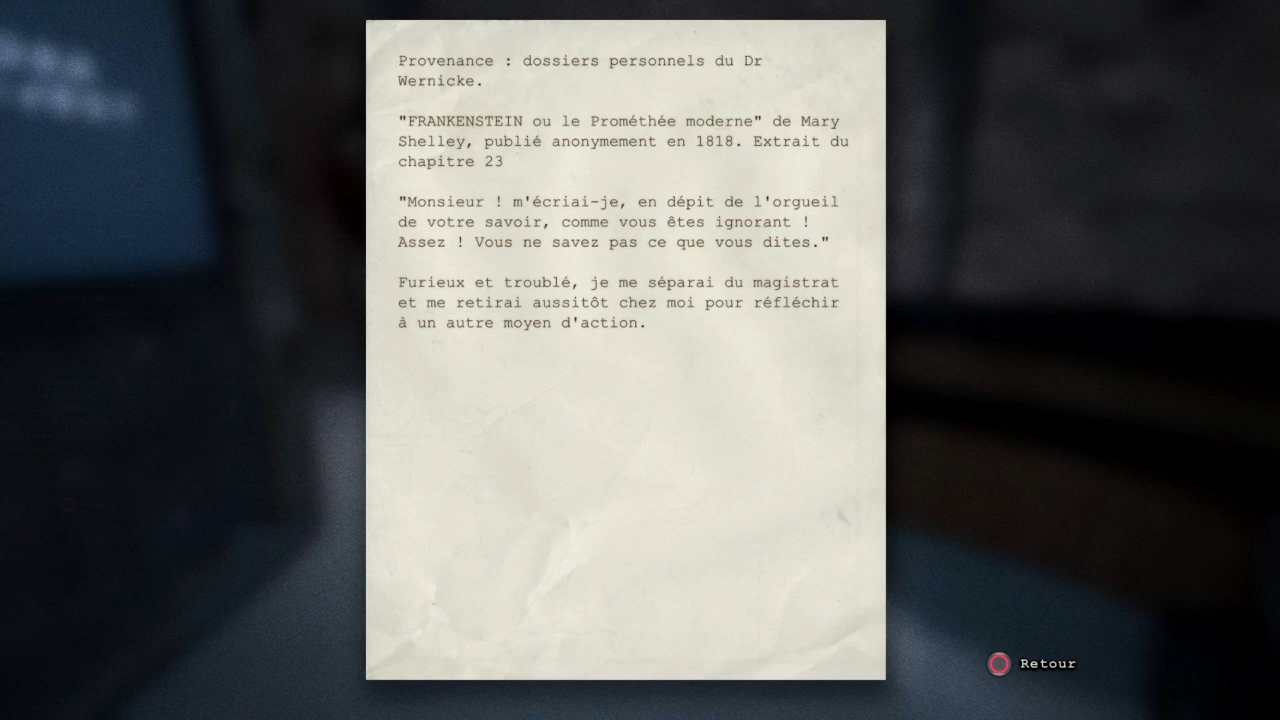 Provenance : dossiers personnels du Dr
Wernicke.
"FRANKENSTEIN ou le Prométhée moderne" de Mary
Shelley, publié anonymement en 1818. Extrait du
chapitre 23
"Monsieur ! m'écriai-je, en dépit de l'orgueil
de votre savoir, comme vous êtes ignorant !
Assez ! Vous ne savez pas ce que vous dites."
Furieux et troublé, je me séparai du magistrat
et me retirai aussitôt chez moi pour réfléchir
à un autre moyen d'action.
Retour